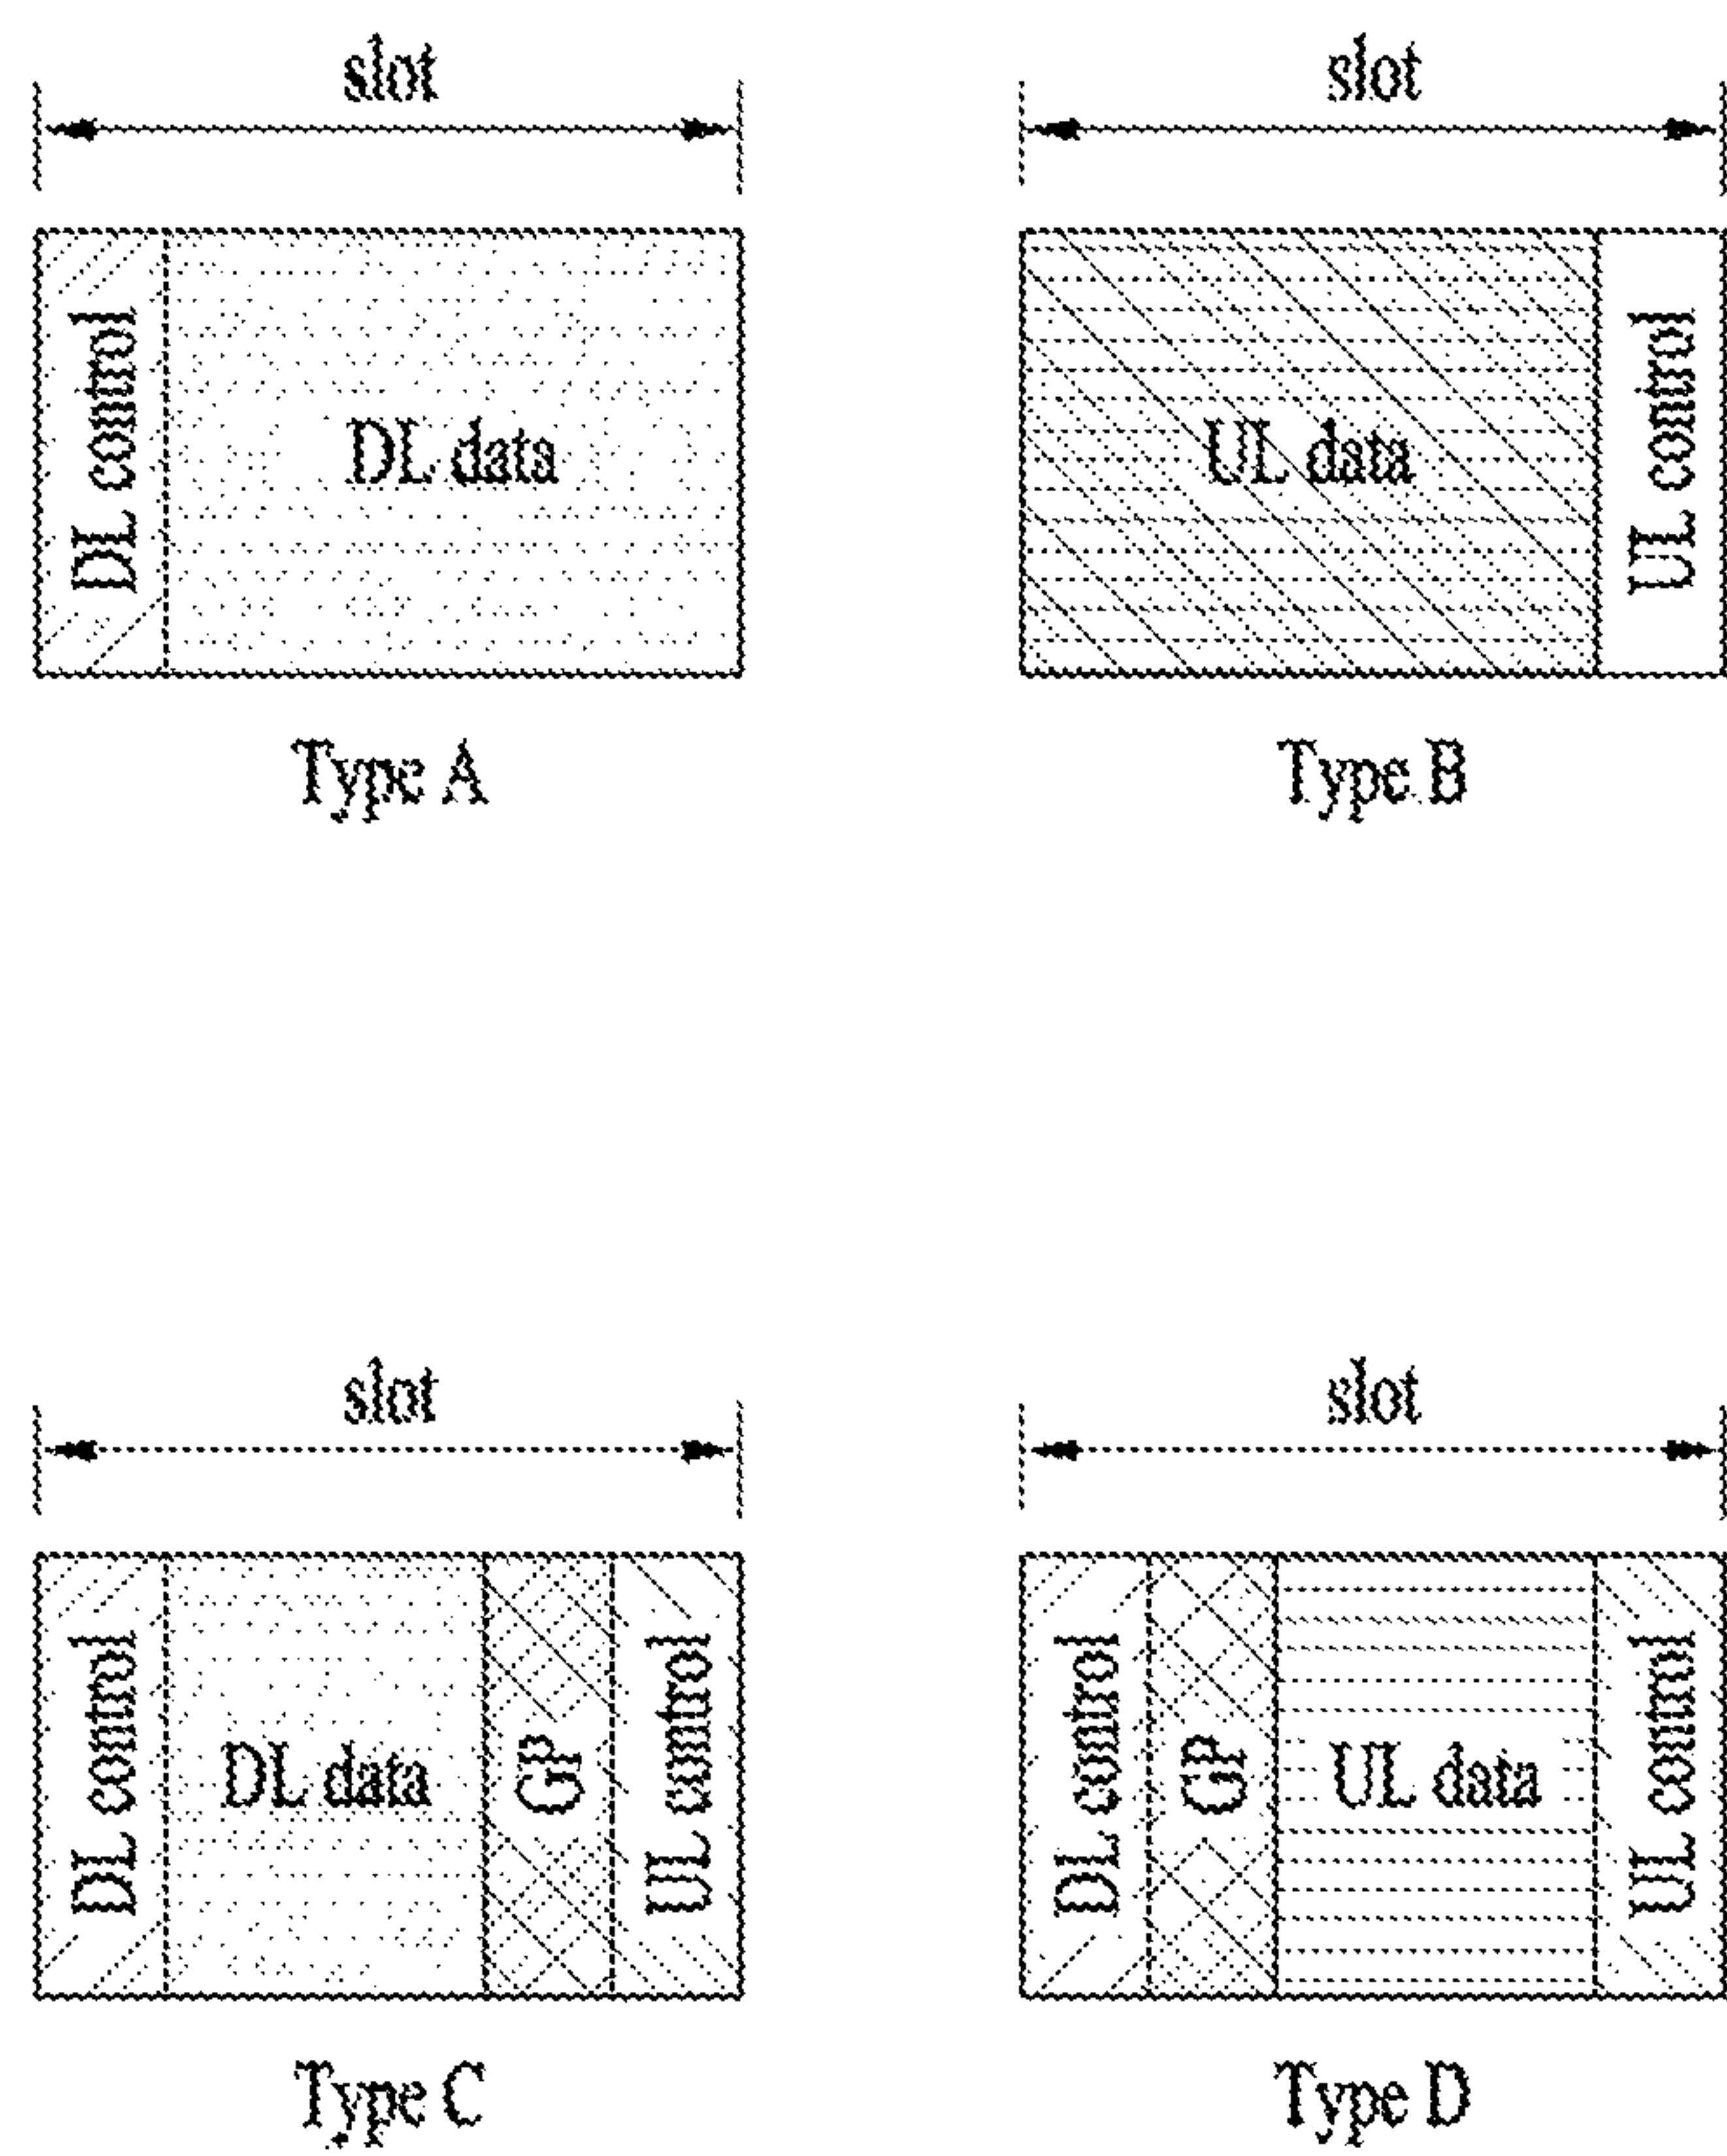 slot
slot
DL control
DL data
UL data
UL control
Type A
Type B
slot
slot
DL control
DL data
GP
UL control
DL control
GP
UL data
UL control
Type C
Type D